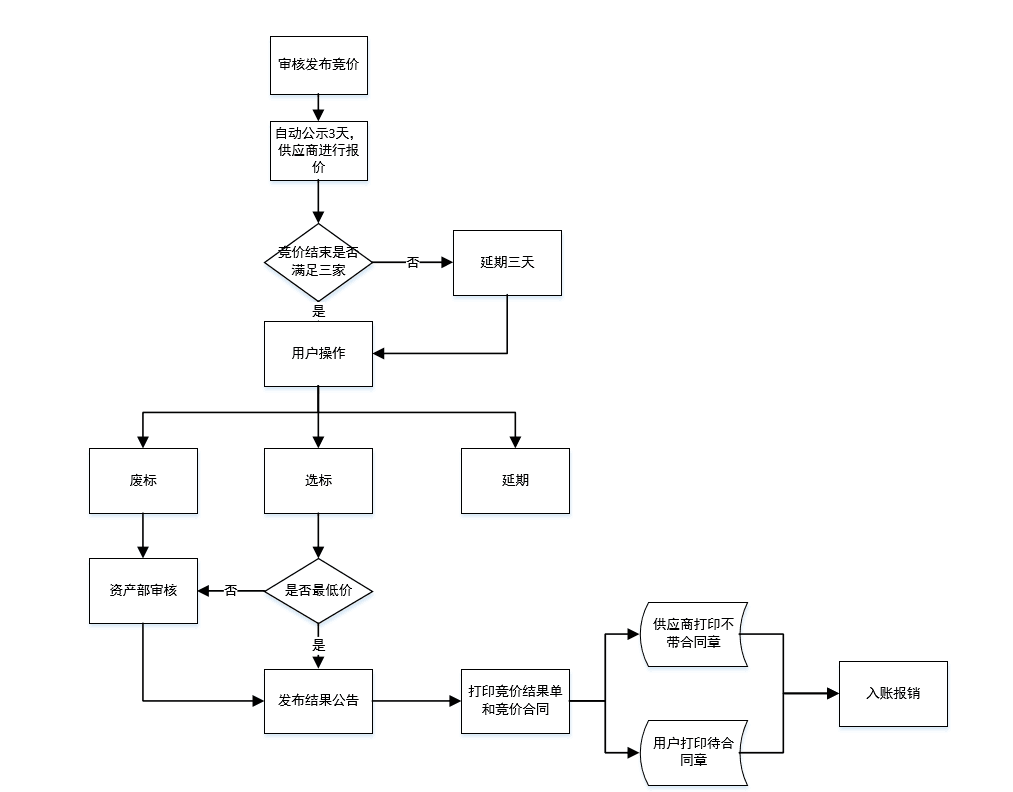 审核发布竞价
自动公示3天，
供应商进行报
价
竞价结束是否
满足三家
否
延期三天
是
用户操作
废标
选标
延期
资产部审核
否
是否最低价
是
发布结果公告
打印竞价结果单
和竞价合同
供应商打印不
带合同章
用户打印待合
同章
入账报销